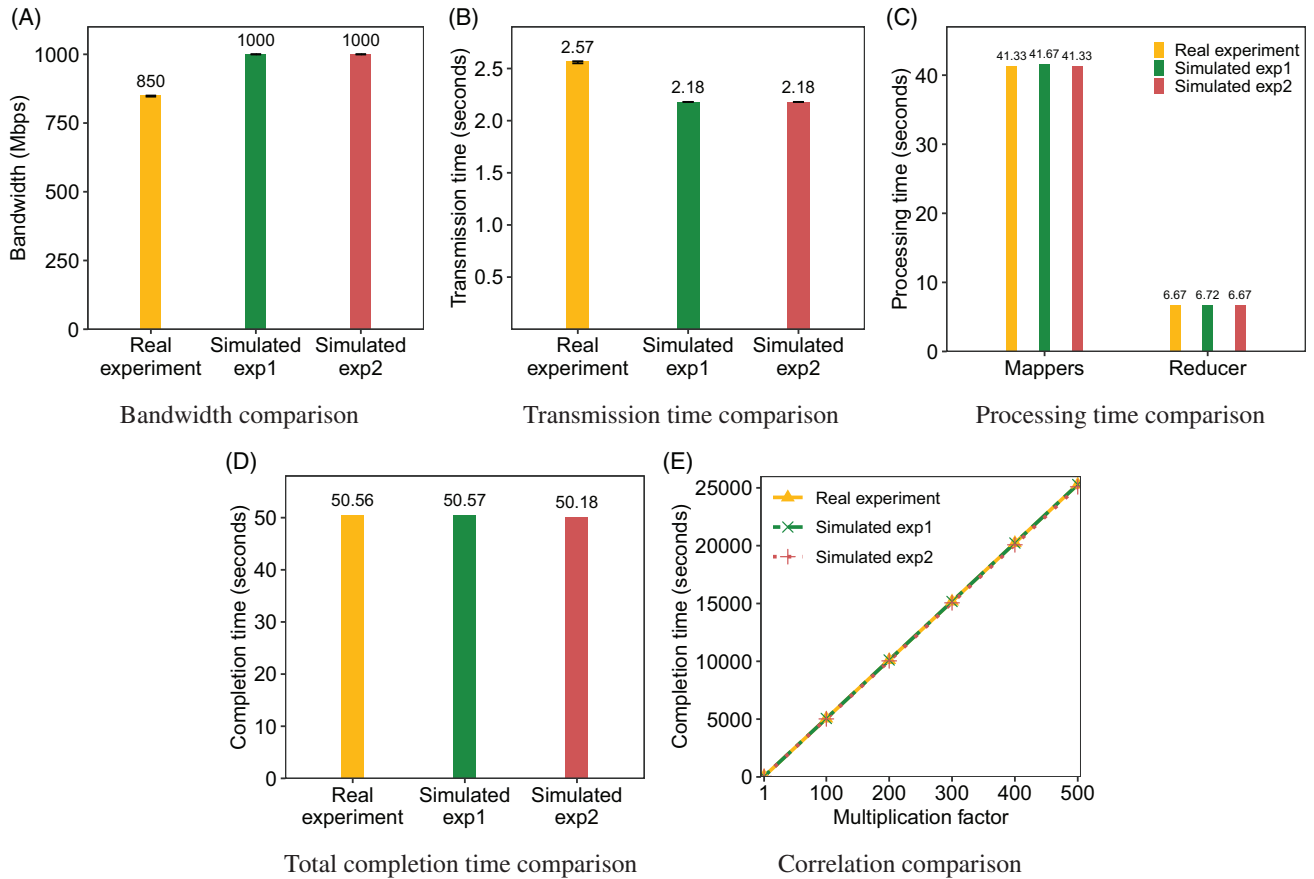 (A)
Bandwidth (Mbps)
1000
750
500
250
0
850
1000
1000
Real experiment
Simulated exp1
Simulated exp2
Bandwidth comparison
(B)
Transmission time (seconds)
2.5
2.0
1.5
1.0
0.5
2.57
2.18
2.18
Real experiment
Simulated exp1
Simulated exp2
Transmission time comparison
(C)
Processing time (seconds)
40
30
20
10
0
41.33 41.67 41.33
6.67 6.72 6.67
Real experiment
Simulated exp1
Simulated exp2
Mappers
Reducer
Processing time comparison
(D)
Completion time (seconds)
50
40
30
20
10
0
50.56
50.57
50.18
Real experiment
Simulated exp1
Simulated exp2
Total completion time comparison
(E)
Completion time (seconds)
25000
20000
15000
10000
5000
0
Real experiment
Simulated exp1
Simulated exp2
1 100 200 300 400 500
Multiplication factor
Correlation comparison